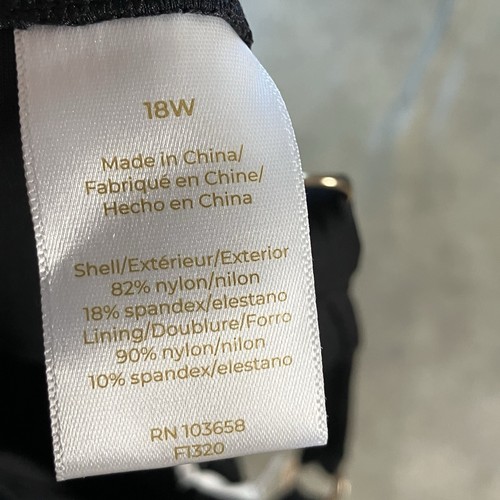 18W
Made in China/
Fabriqué en Chine/
Hecho en China
Shell/Extérieur/Exterior
82% nylon/nilon
18% spandex/elestano
Lining/Doublure/Forro
90% nylon/nilon
10% spandex/elestano
RN 103658
F1320